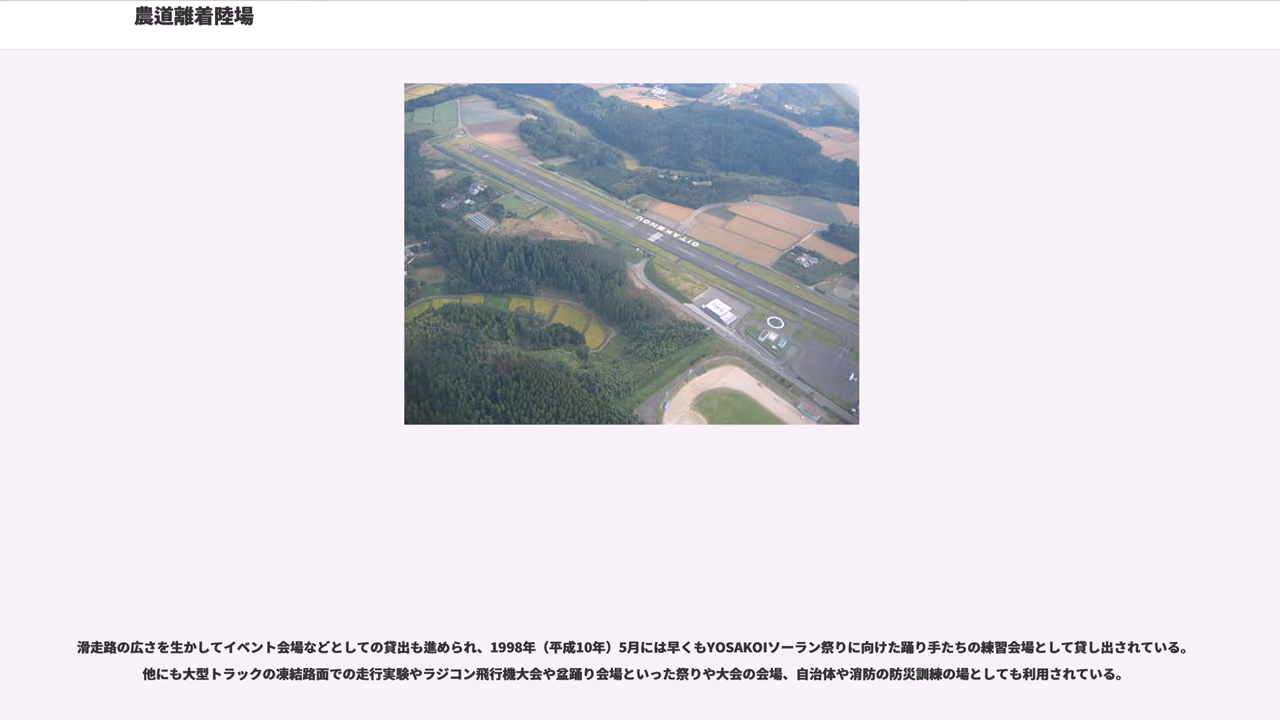 農道離着陸場
OITAKENOU
滑走路の広さを生かしてイベント会場などとしての貸出も進められ、1998年（平成10年）5月には早くもYOSAKOIソーラン祭りに向けた踊り手たちの練習会場として貸し出されている。
他にも大型トラックの凍結路面での走行実験やラジコン飛行機大会や盆踊り会場といった祭りや大会の会場、自治体や消防の防災訓練の場としても利用されている。